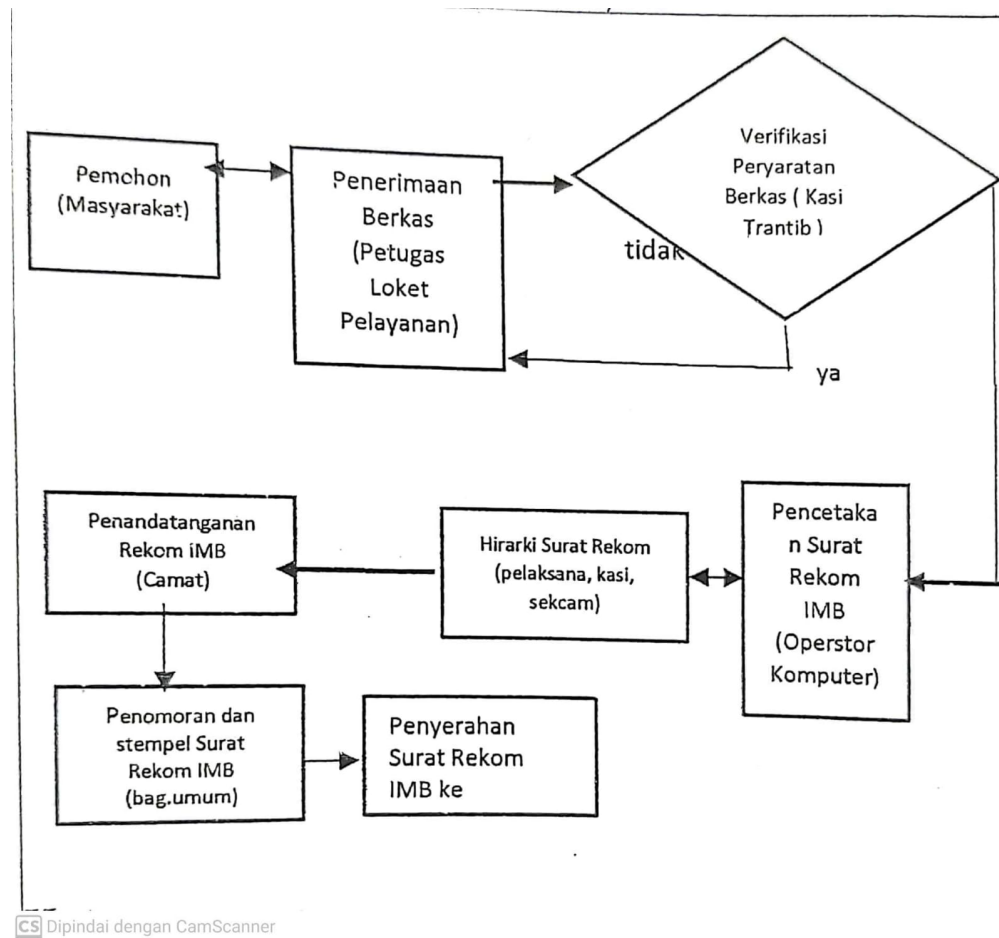 Pemohon
(Masyarakat)
Penerimaan
Berkas
(Petugas
Loket
Pelayanan)
Verifikasi
Peryaratan
Berkas ( Kasi
Trantib )
tidak
ya
Penandatanganan
Rekom iMB
(Camat)
Hirarki Surat Rekom
(pelaksana, kasi,
sekcam)
Pencetaka
n Surat
Rekom
IMB
(Operstor
Komputer)
Penomoran dan
stempel Surat
Rekom IMB
(bag.umum)
Penyerahan
Surat Rekom
IMB ke
CS Dipindai dengan CamScanner